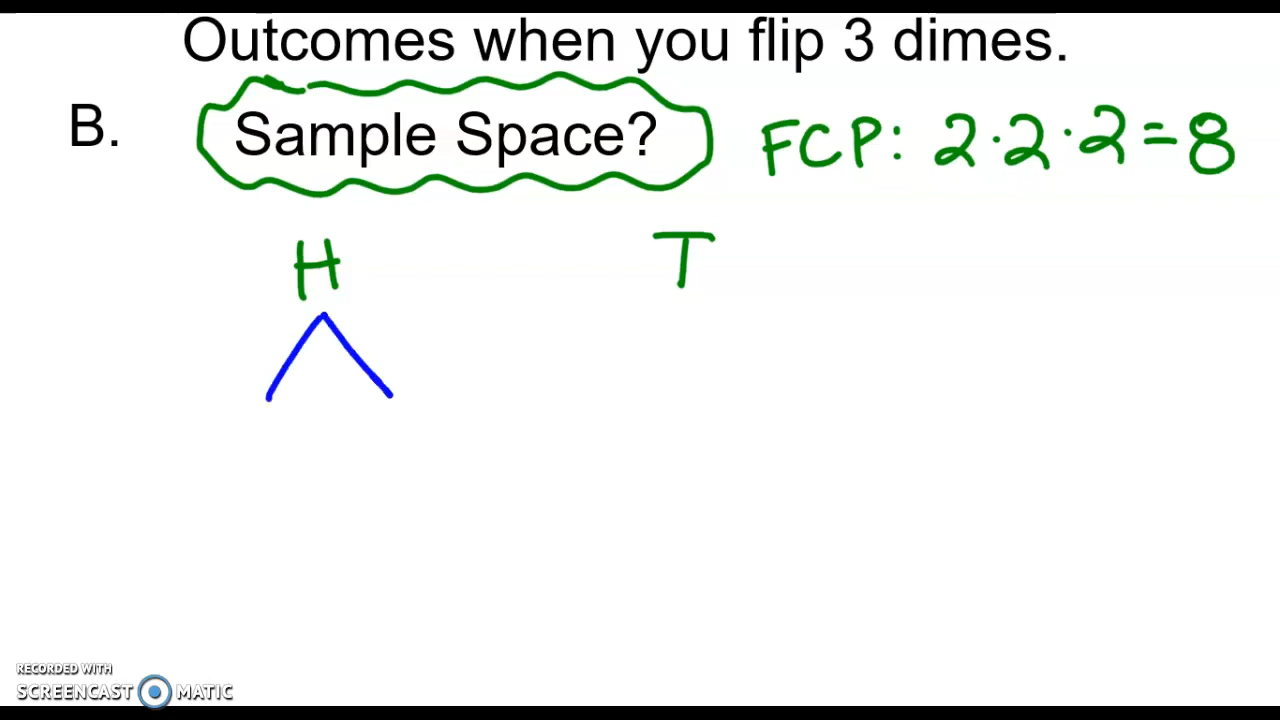 Outcomes when you flip 3 dimes.
B. Sample Space? FCP: 2·2·2=8
H T
RECORDED WITH
SCREENCAST MATIC